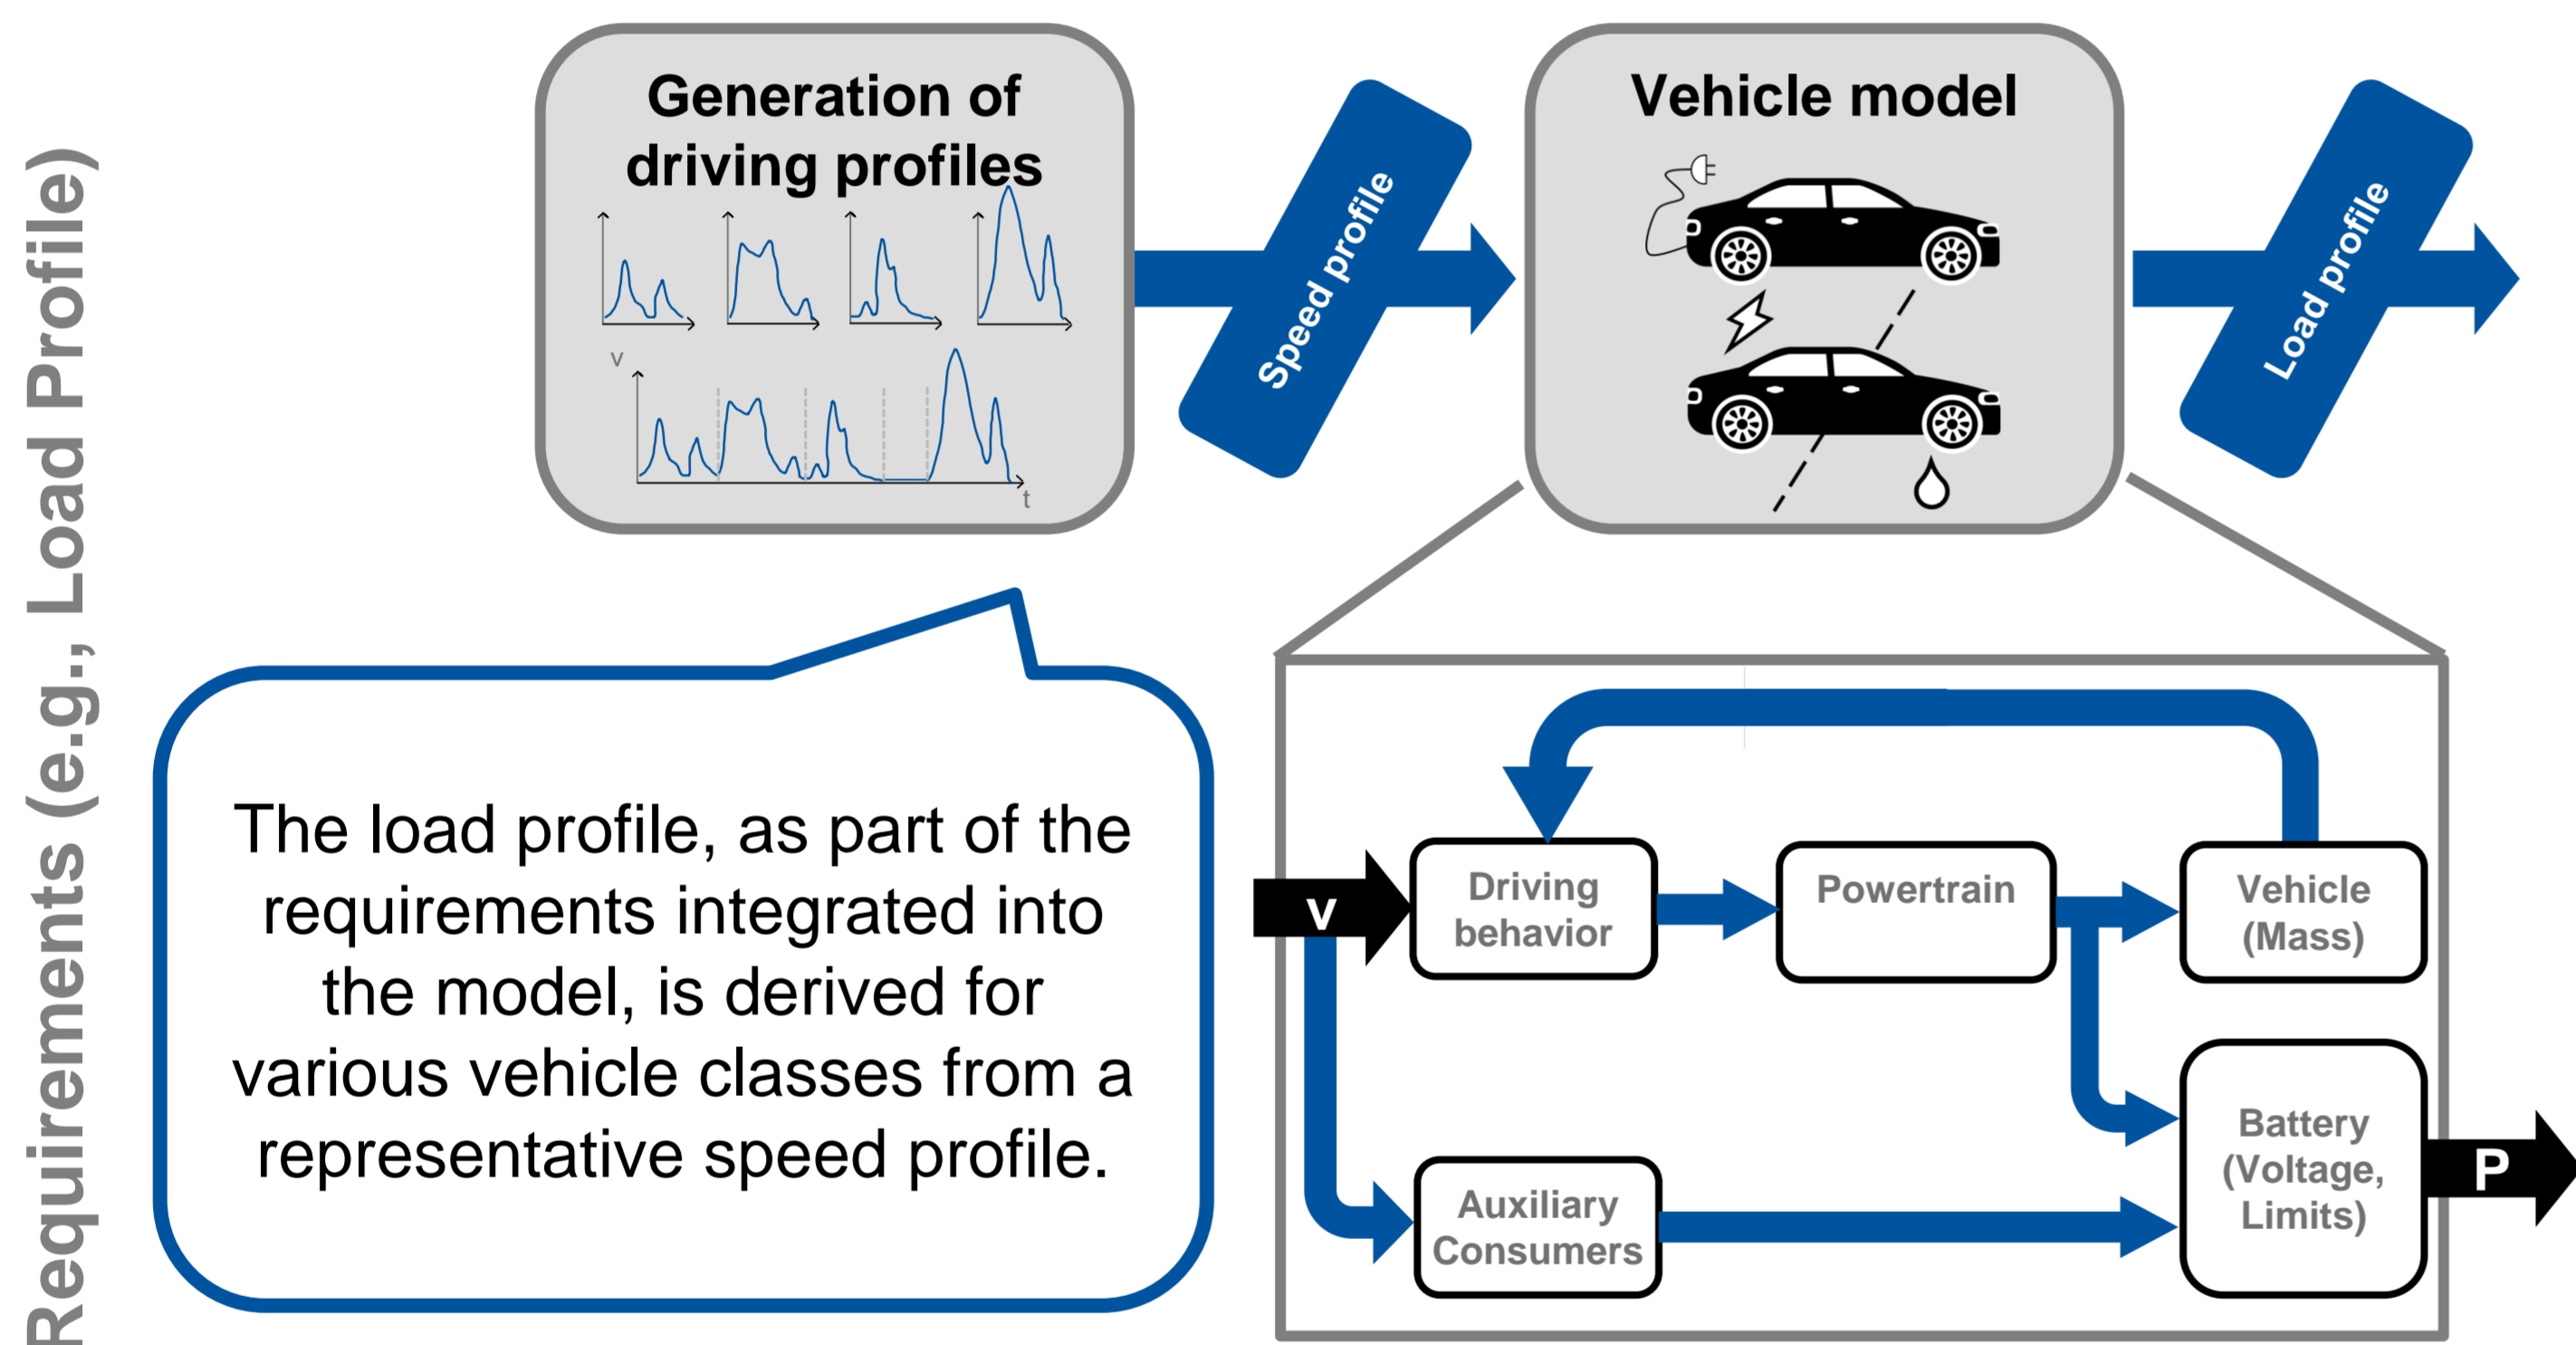 Requirements (e.g., Load Profile)
Generation of
driving profiles
v
t
Speed profile
Vehicle model
Load profile
The load profile, as part of the
requirements integrated into
the model, is derived for
various vehicle classes from a
representative speed profile.
v
Driving
behavior
Powertrain
Vehicle
(Mass)
Auxiliary
Consumers
Battery
(Voltage,
Limits)
P